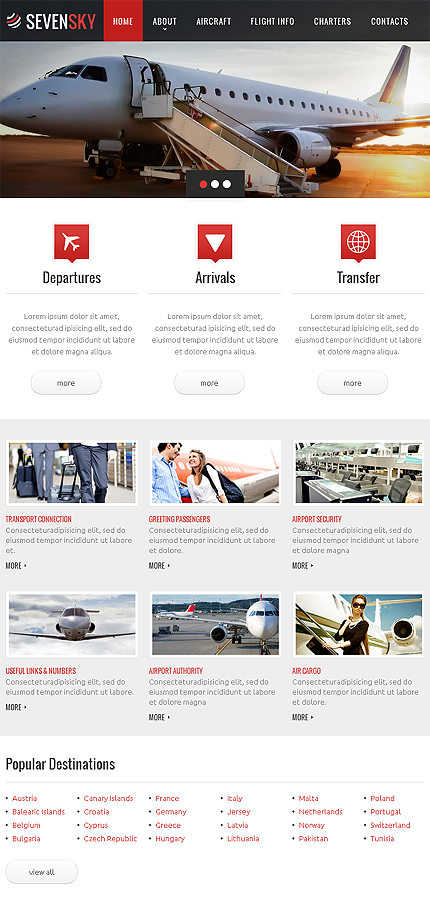 SEVENSKY
HOME ABOUT AIRCRAFT FLIGHT INFO CHARTERS CONTACTS
Departures
Lorem ipsum dolor sit amet,
consecteturad ipisicing elit, sed do
eiusmod tempor incididunt ut labore
et dolore magna aliqua.
more
Arrivals
Lorem ipsum dolor sit amet,
consecteturad ipisicing elit, sed do
eiusmod tempor incididunt ut labore
et dolore magna aliqua.
more
Transfer
Lorem ipsum dolor sit amet,
consecteturad ipisicing elit, sed do
eiusmod tempor incididunt ut labore
et dolore magna aliqua.
more
TRANSPORT CONNECTION
Consecteturadipisicing elit, sed do
eiusmod tempor incididunt ut labore
et.
MORE
GREETING PASSENGERS
Consecteturadipisicing elit, sed do
eiusmod tempor incididunt ut labore
et dolore.
MORE
AIRPORT SECURITY
Consecteturadipisicing elit, sed do
eiusmod tempor incididunt ut labore
et dolore magna
MORE
USEFUL LINKS & NUMBERS
Consecteturadipisicing elit, sed do
eiusmod tempor incididunt ut labore.
MORE
AIRPORT AUTHORITY
Consecteturadipisicing elit, sed do
eiusmod tempor incididunt ut labore
et dolore magna
MORE
AIR CARGO
Consecteturadipisicing elit, sed do
eiusmod tempor incididunt ut labore
et dolore.
MORE
Popular Destinations
Austria Canary Islands France Italy Malta Poland
Balearic Islands Croatia Germany Jersey Netherlands Portugal
Belgium Cyprus Greece Latvia Norway Switzerland
Bulgaria Czech Republic Hungary Lithuania Pakistan Tunisia
view all